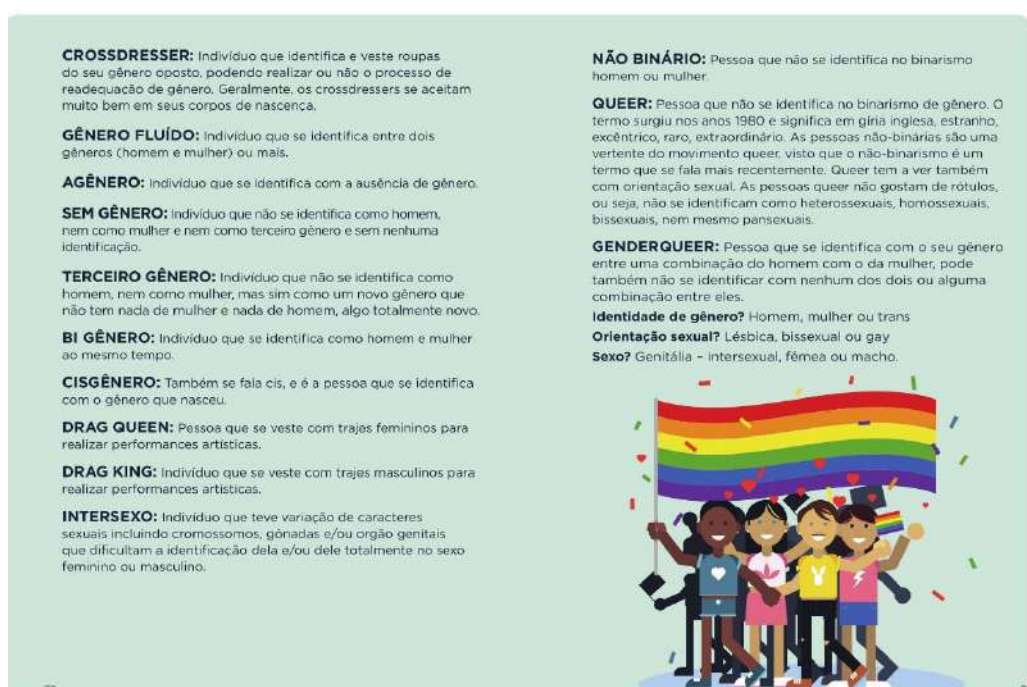 CROSSDRESSER: Indivíduo que identifica e veste roupas
do seu gênero oposto, podendo realizar ou não o processo de
readequação de gênero. Geralmente, os crossdressers se aceitam
muito bem em seus corpos de nascença.
GÊNERO FLUÍDO: Indivíduo que se identifica entre dois
gêneros (homem e mulher) ou mais.
AGÊNERO: Indivíduo que se identifica com a ausência de gênero.
SEM GÊNERO: Indivíduo que não se identifica como homem,
nem como mulher e nem como terceiro gênero e sem nenhuma
identificação.
TERCEIRO GÊNERO: Indivíduo que não se identifica como
homem, nem como mulher, mas sim como um novo gênero que
não tem nada de mulher e nada de homem, algo totalmente novo.
BI GÊNERO: Indivíduo que se identifica como homem e mulher
ao mesmo tempo.
CISGÊNERO: Também se fala cis, e é a pessoa que se identifica
com o gênero que nasceu.
DRAG QUEEN: Pessoa que se veste com trajes femininos para
realizar performances artísticas.
DRAG KING: Indivíduo que se veste com trajes masculinos para
realizar performances artísticas.
INTERSEXO: Indivíduo que teve variação de caracteres
sexuais incluindo cromossomos, gônadas e/ou orgão genitais
que dificultam a identificação dela e/ou dele totalmente no sexo
feminino ou masculino.
NÃO BINÁRIO: Pessoa que não se identifica no binarismo
homem ou mulher.
QUEER: Pessoa que não se identifica no binarismo de gênero. O
termo surgiu nos anos 1980 e significa em gíria inglesa, estranho,
excêntrico, raro, extraordinário. As pessoas não-binárias são uma
vertente do movimento queer, visto que o não-binarismo é um
termo que se fala mais recentemente. Queer tem a ver também
com orientação sexual. As pessoas queer não gostam de rótulos,
ou seja, não se identificam como heterossexuais, homossexuais,
bissexuais, nem mesmo pansexuais.
GENDERQUEER: Pessoa que se identifica com o seu gênero
entre uma combinação do homem com o da mulher, pode
também não se identificar com nenhum dos dois ou alguma
combinação entre eles.
Identidade de gênero? Homem, mulher ou trans
Orientação sexual? Lésbica, bissexual ou gay
Sexo? Genitália – intersexual, fêmea ou macho.